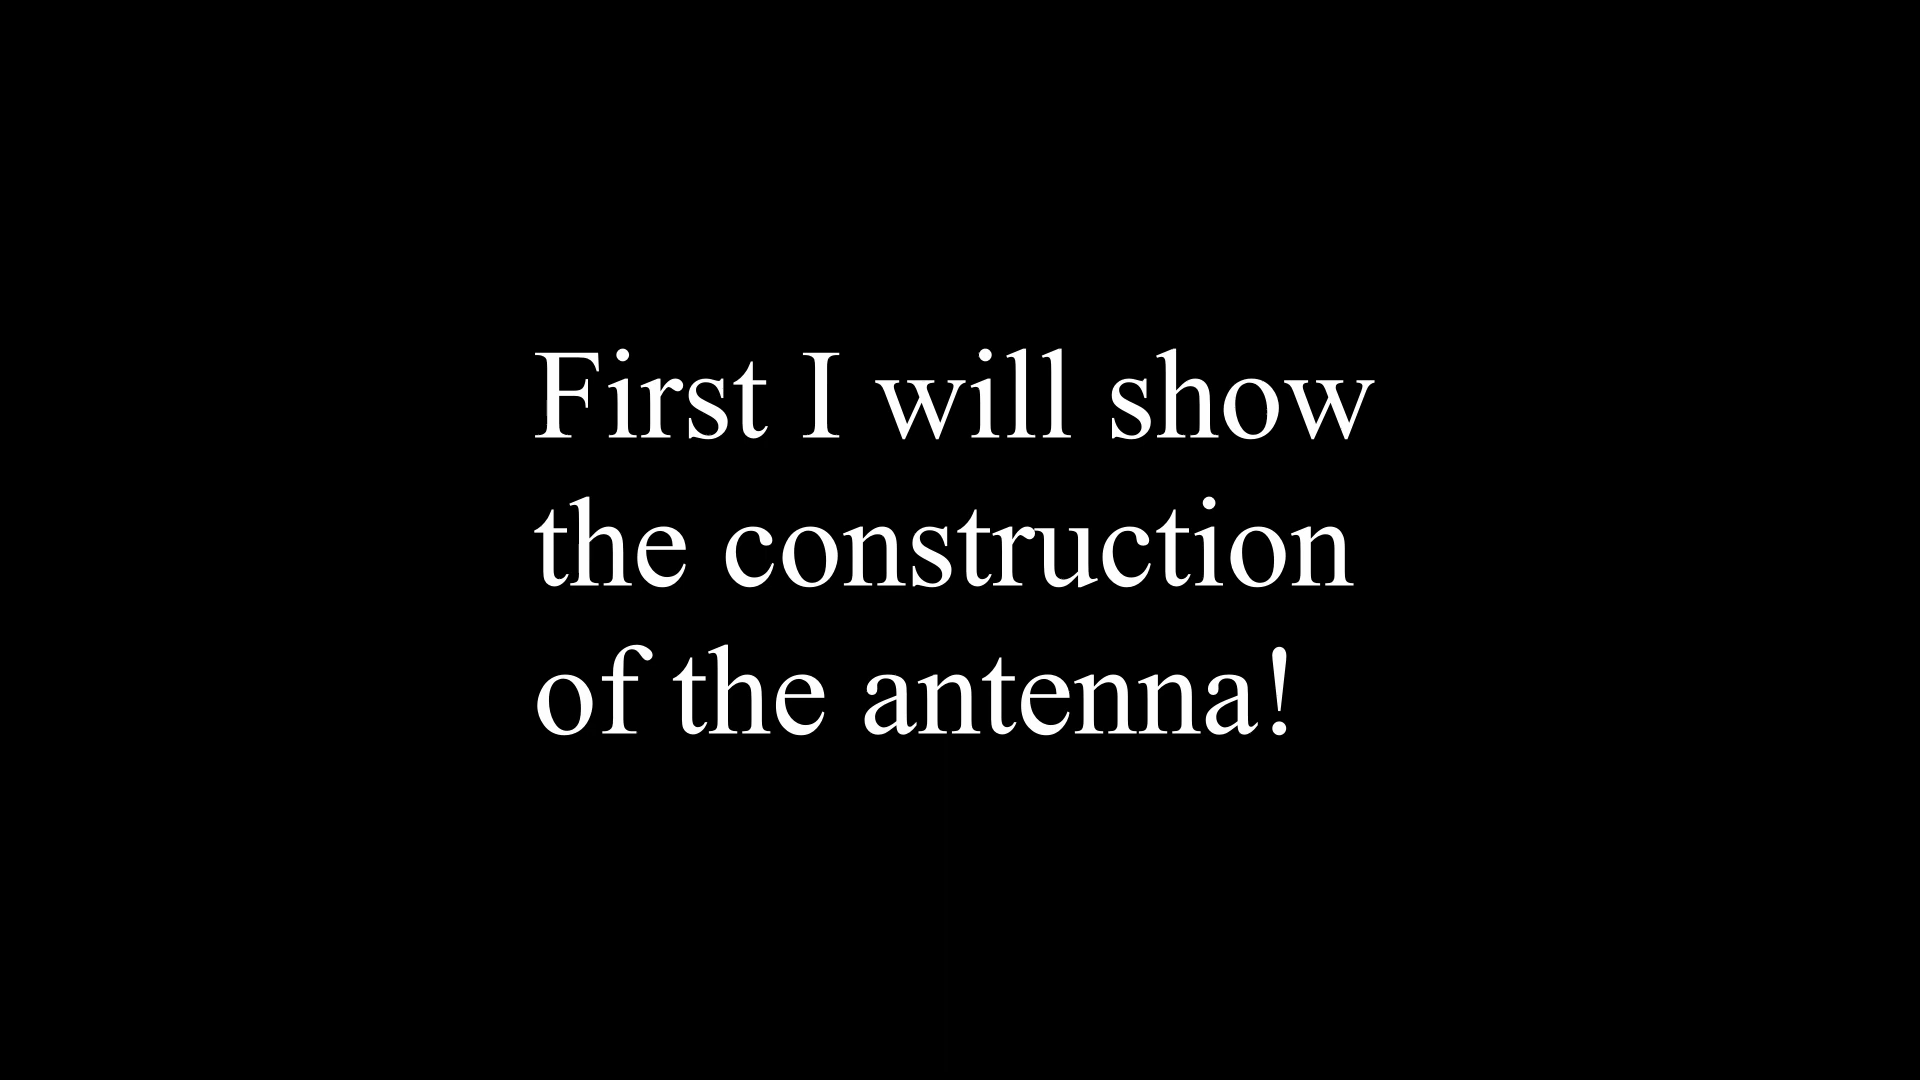 First I will show
the construction
of the antenna!